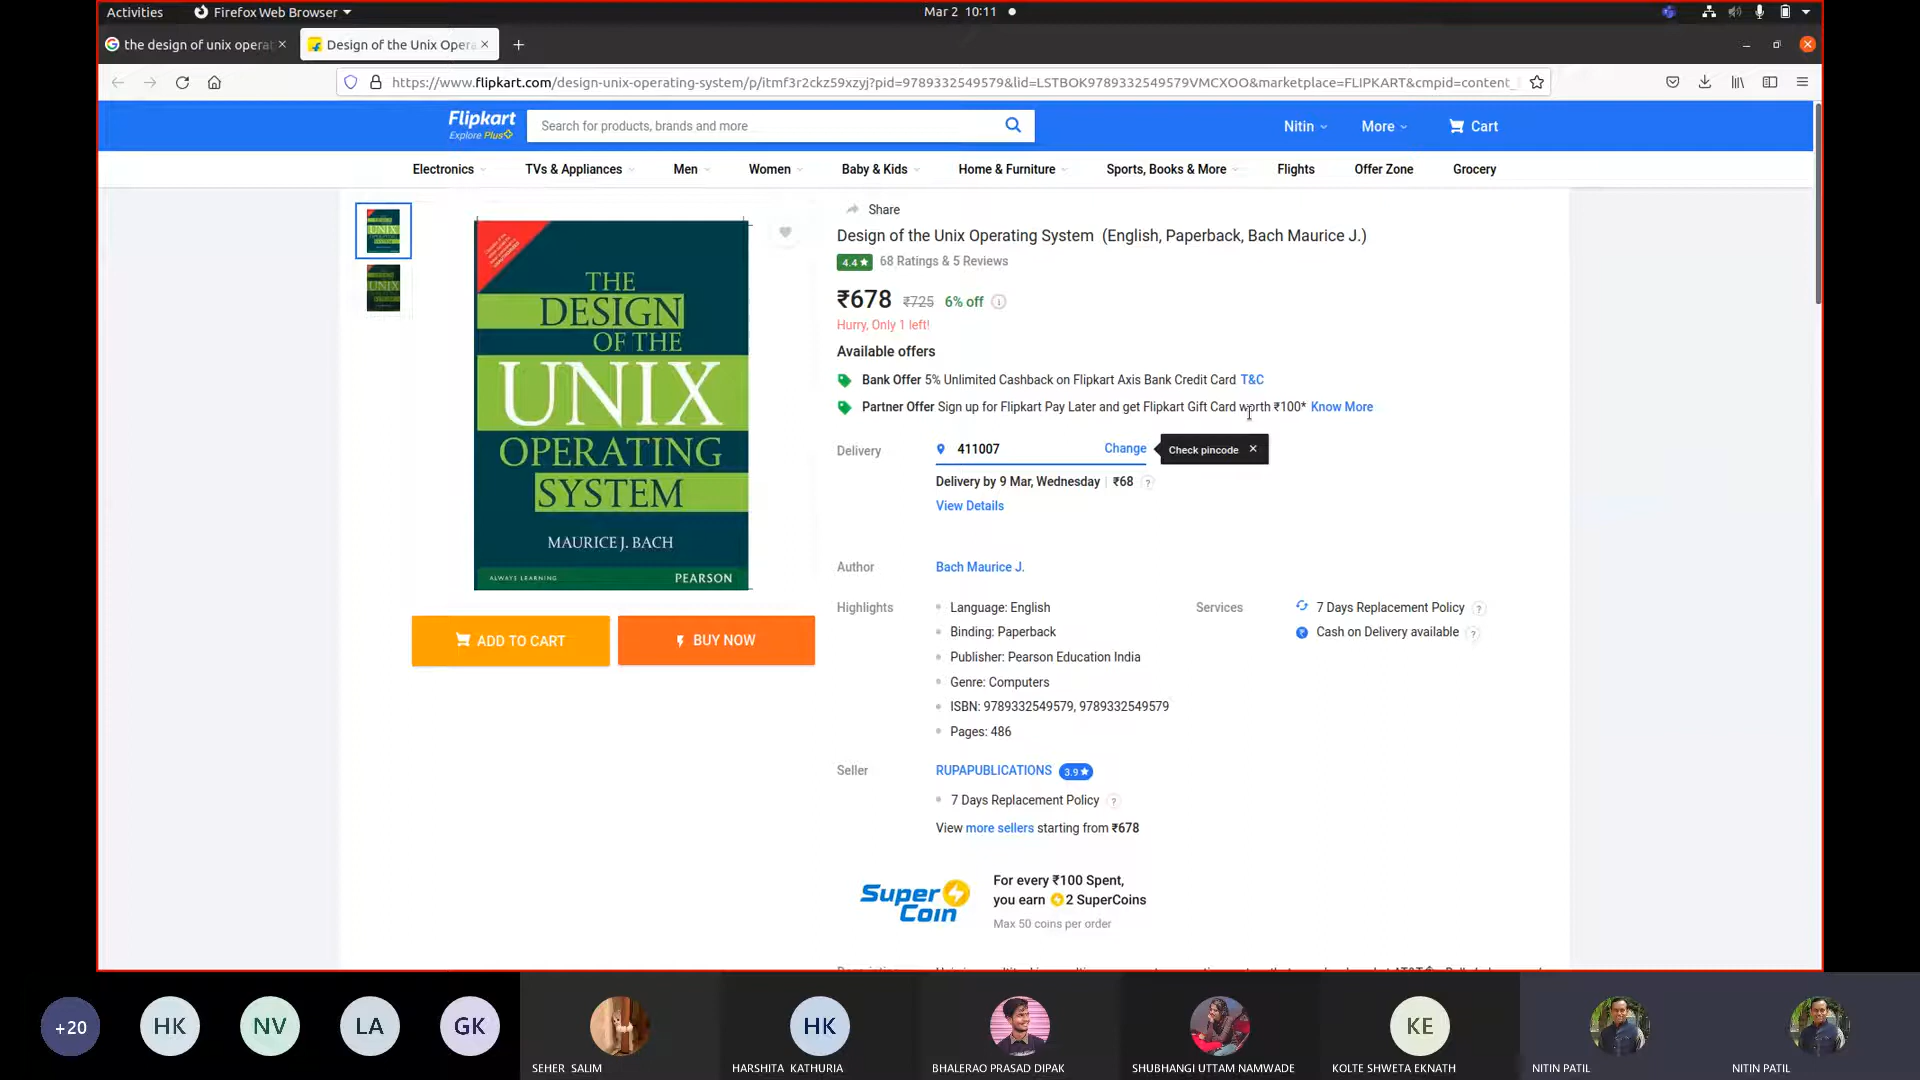 Activities
Firefox Web Browser
Mar 2 10:11
the design of unix opera
Design of the Unix Opera
https://www.flipkart.com/design-unix-operating-system/p/itmf3r2ckz59xzyj?pid=9789332549579&lid=LSTBOK9789332549579VMCXOO&marketplace=FLIPKART&cmpid=content_
Flipkart
Explore Plus
Search for products, brands and more
Nitin
More
Cart
Electronics
TVs & Appliances
Men
Women
Baby & Kids
Home & Furniture
Sports, Books & More
Flights
Offer Zone
Grocery
Share
Design of the Unix Operating System (English, Paperback, Bach Maurice J.)
4.4 68 Ratings & 5 Reviews
₹678 ₹725 6% off
Hurry, Only 1 left!
Available offers
Bank Offer 5% Unlimited Cashback on Flipkart Axis Bank Credit Card T&C
Partner Offer Sign up for Flipkart Pay Later and get Flipkart Gift Card worth ₹100* Know More
Delivery
411007
Change
Check pincode
Delivery by 9 Mar, Wednesday | ₹68 ?
View Details
THE
DESIGN
OF THE
UNIX
OPERATING
SYSTEM
MAURICE J. BACH
ALWAYS LEARNING
PEARSON
ADD TO CART
BUY NOW
Author
Bach Maurice J.
Highlights
Language: English
Binding: Paperback
Publisher: Pearson Education India
Genre: Computers
ISBN: 9789332549579, 9789332549579
Pages: 486
Services
7 Days Replacement Policy ?
Cash on Delivery available ?
Seller
RUPAPUBLICATIONS 3.9
7 Days Replacement Policy ?
View more sellers starting from ₹678
Super Coin
For every ₹100 Spent,
you earn 2 SuperCoins
Max 50 coins per order
+20
HK
NV
LA
GK
SEHER SALIM
HK
HARSHITA KATHURIA
BHALERAO PRASAD DIPAK
SHUBHANGI UTTAM NAMWADE
KE
KOLTE SHWETA EKNATH
NITIN PATIL
NITIN PATIL